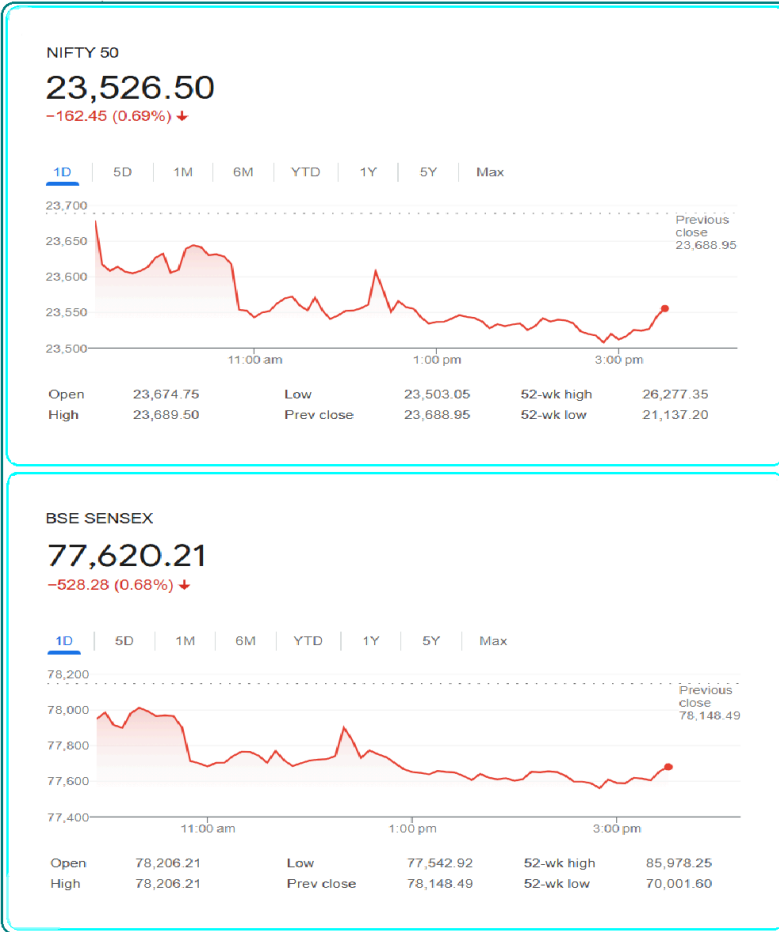 NIFTY 50
23,526.50
−162.45 (0.69%) ↓
1D 5D 1M 6M YTD 1Y 5Y Max
23,700
Previous
close
23,688.95
23,650
23,600
23,550
23,500
11:00 am 1:00 pm 3:00 pm
Open 23,674.75 Low 23,503.05 52-wk high 26,277.35
High 23,689.50 Prev close 23,688.95 52-wk low 21,137.20
BSE SENSEX
77,620.21
−528.28 (0.68%) ↓
1D 5D 1M 6M YTD 1Y 5Y Max
78,200
Previous
close
78,148.49
78,000
77,800
77,600
77,400
11:00 am 1:00 pm 3:00 pm
Open 78,206.21 Low 77,542.92 52-wk high 85,978.25
High 78,206.21 Prev close 78,148.49 52-wk low 70,001.60